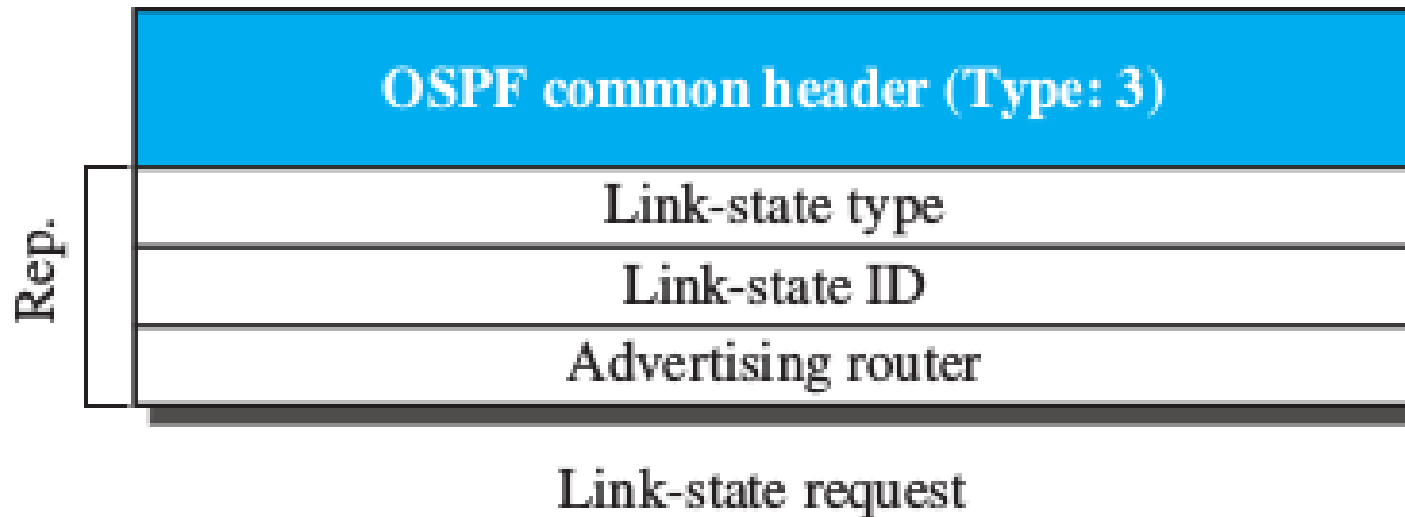 OSPF common header (Type: 3)
Rep.
Link-state type
Link-state ID
Advertising router
Link-state request